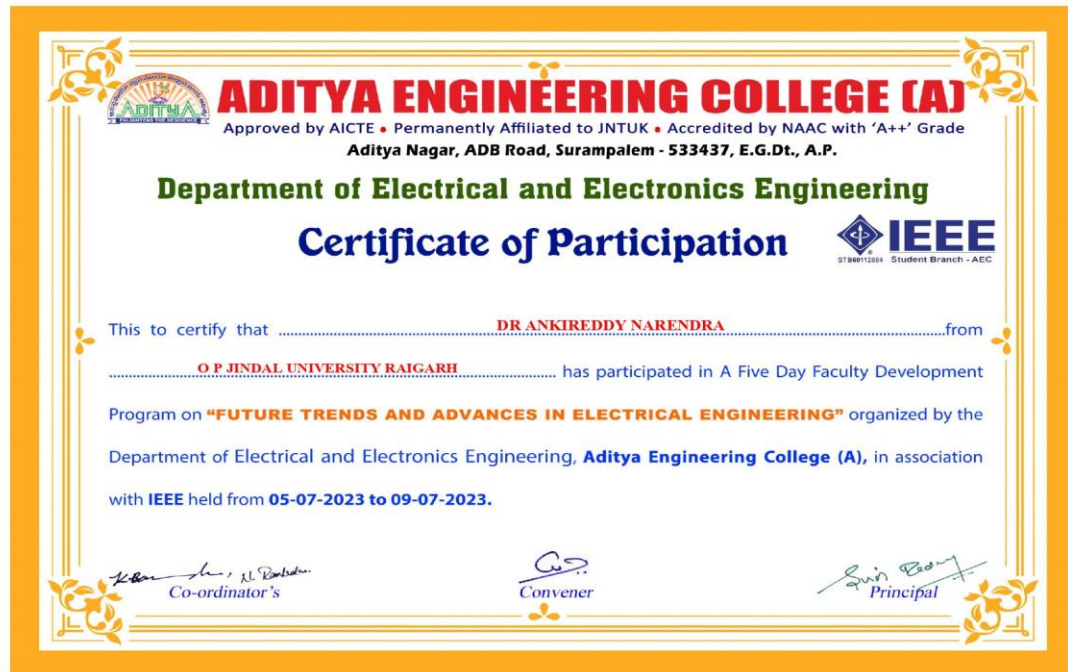 ADITYA
ENLIGHTENS THE NESCIENCE
ADITYA ENGINEERING COLLEGE (A)
Approved by AICTE • Permanently Affiliated to JNTUK • Accredited by NAAC with ‘A++’ Grade
Aditya Nagar, ADB Road, Surampalem - 533437, E.G.Dt., A.P.
Department of Electrical and Electronics Engineering
Certificate of Participation
IEEE
Student Branch - AEC
This to certify that DR ANKIREDDY NARENDRA from
O P JINDAL UNIVERSITY RAIGARH has participated in A Five Day Faculty Development
Program on “FUTURE TRENDS AND ADVANCES IN ELECTRICAL ENGINEERING” organized by the
Department of Electrical and Electronics Engineering, Aditya Engineering College (A), in association
with IEEE held from 05-07-2023 to 09-07-2023.
Co-ordinator's Convener Principal